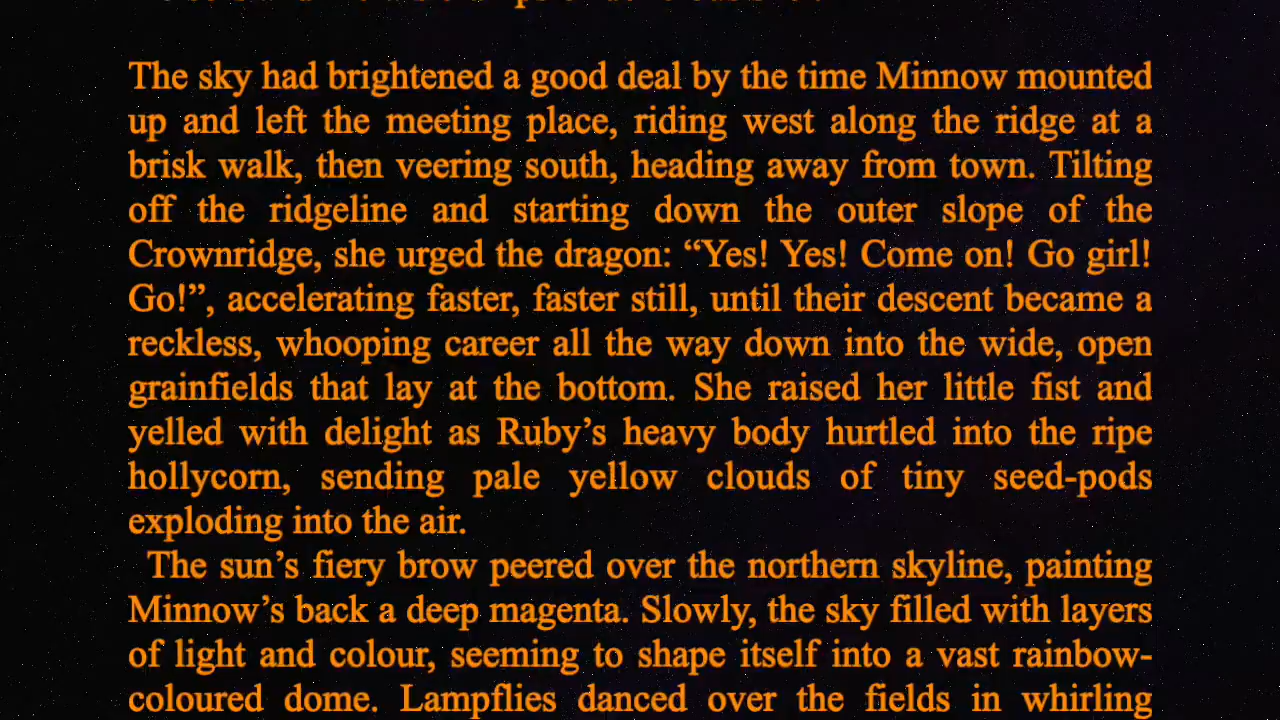 The sky had brightened a good deal by the time Minnow mounted
up and left the meeting place, riding west along the ridge at a
brisk walk, then veering south, heading away from town. Tilting
off the ridgeline and starting down the outer slope of the
Crownridge, she urged the dragon: “Yes! Yes! Come on! Go girl!
Go!”, accelerating faster, faster still, until their descent became a
reckless, whooping career all the way down into the wide, open
grainfields that lay at the bottom. She raised her little fist and
yelled with delight as Ruby’s heavy body hurtled into the ripe
hollycorn, sending pale yellow clouds of tiny seed-pods
exploding into the air.
The sun’s fiery brow peered over the northern skyline, painting
Minnow’s back a deep magenta. Slowly, the sky filled with layers
of light and colour, seeming to shape itself into a vast rainbow-
coloured dome. Lampflies danced over the fields in whirling